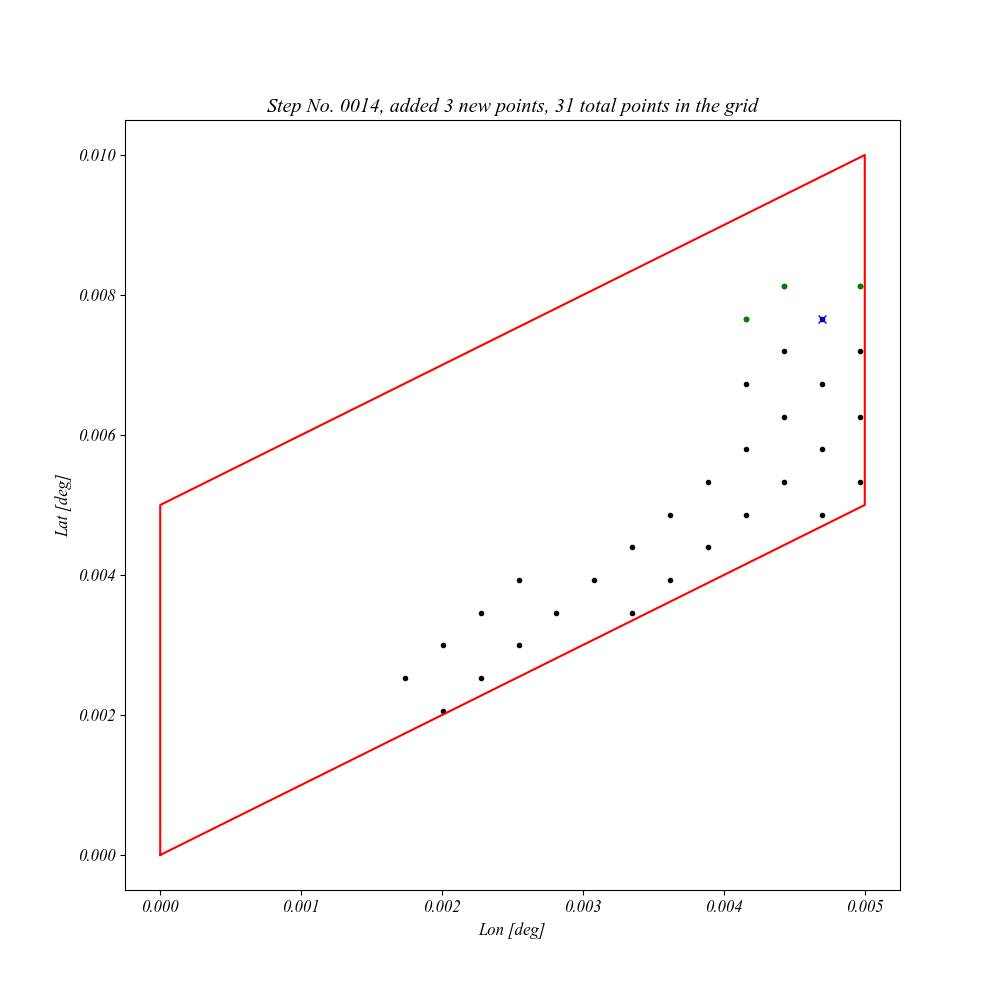 Step No. 0014, added 3 new points, 31 total points in the grid
0.010
0.008
0.006
0.004
0.002
0.000
Lat [deg]
0.000 0.001 0.002 0.003 0.004 0.005
Lon [deg]